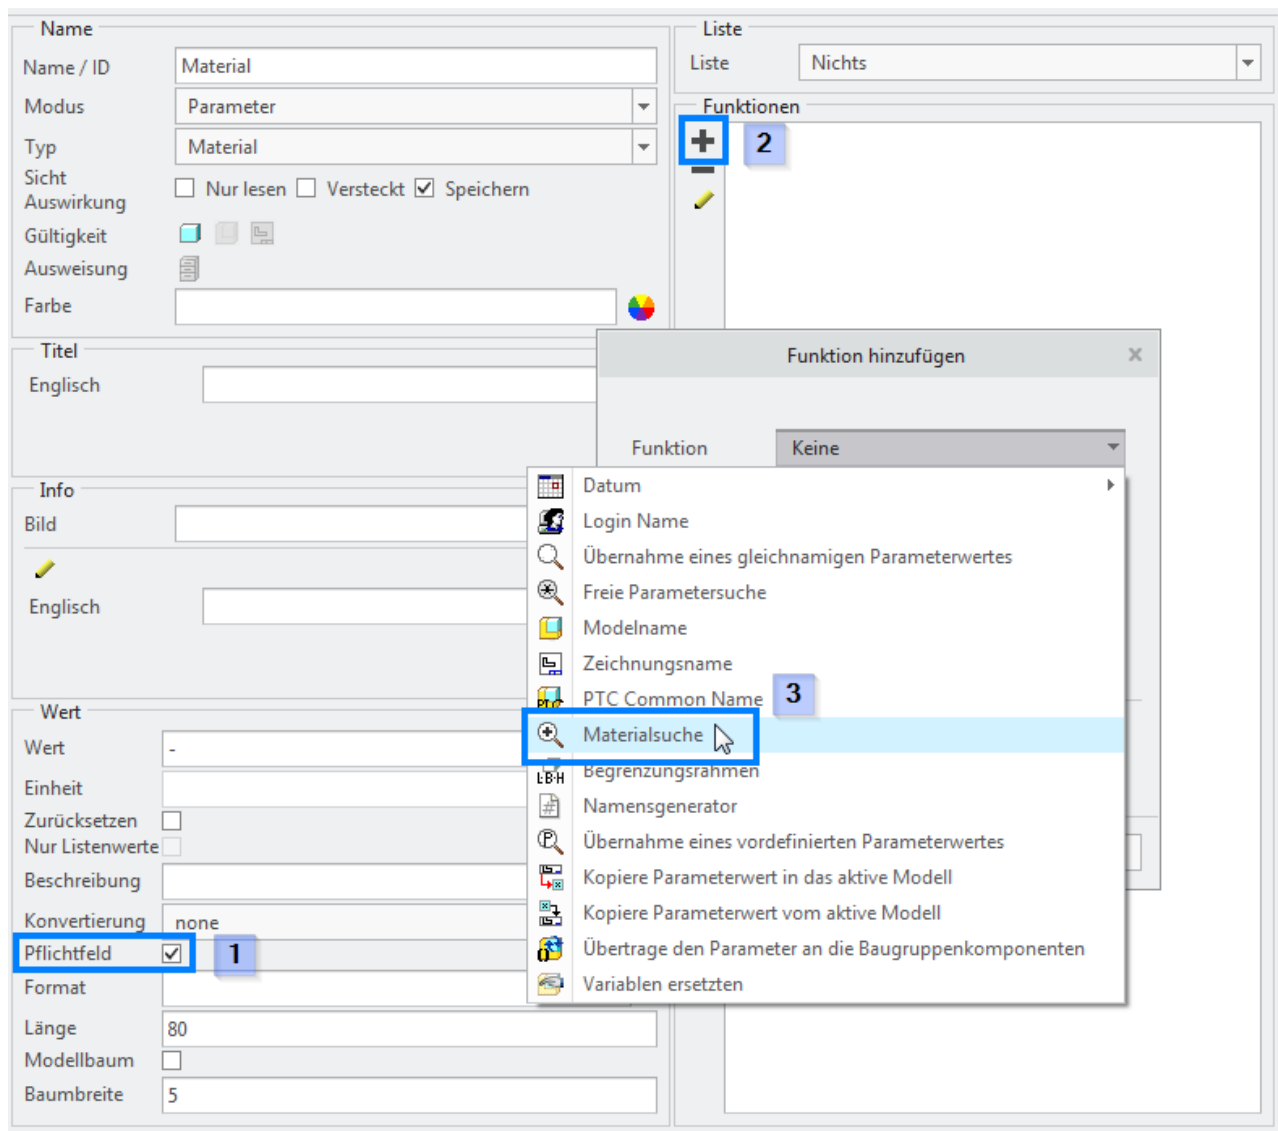 Name
Name / ID Material
Modus Parameter
Typ Material
Sicht
Auswirkung
Nur lesen Versteckt Speichern
Gültigkeit
Ausweisung
Farbe
Titel
Englisch
Info
Bild
Englisch
Wert
Wert -
Einheit
Zurücksetzen
Nur Listenwerte
Beschreibung
Konvertierung none
Pflichtfeld 1
Format
Länge 80
Modellbaum
Baumbreite 5
Liste
Liste Nichts
Funktionen
2
Funktion hinzufügen
Funktion Keine
Datum
Login Name
Übernahme eines gleichnamigen Parameterwertes
Freie Parametersuche
Modelname
Zeichnungsname
PTC Common Name 3
Materialsuche
L·B·H Begrenzungsrahmen
Namensgenerator
Übernahme eines vordefinierten Parameterwertes
Kopiere Parameterwert in das aktive Modell
Kopiere Parameterwert vom aktive Modell
Übertrage den Parameter an die Baugruppenkomponenten
Variablen ersetzten